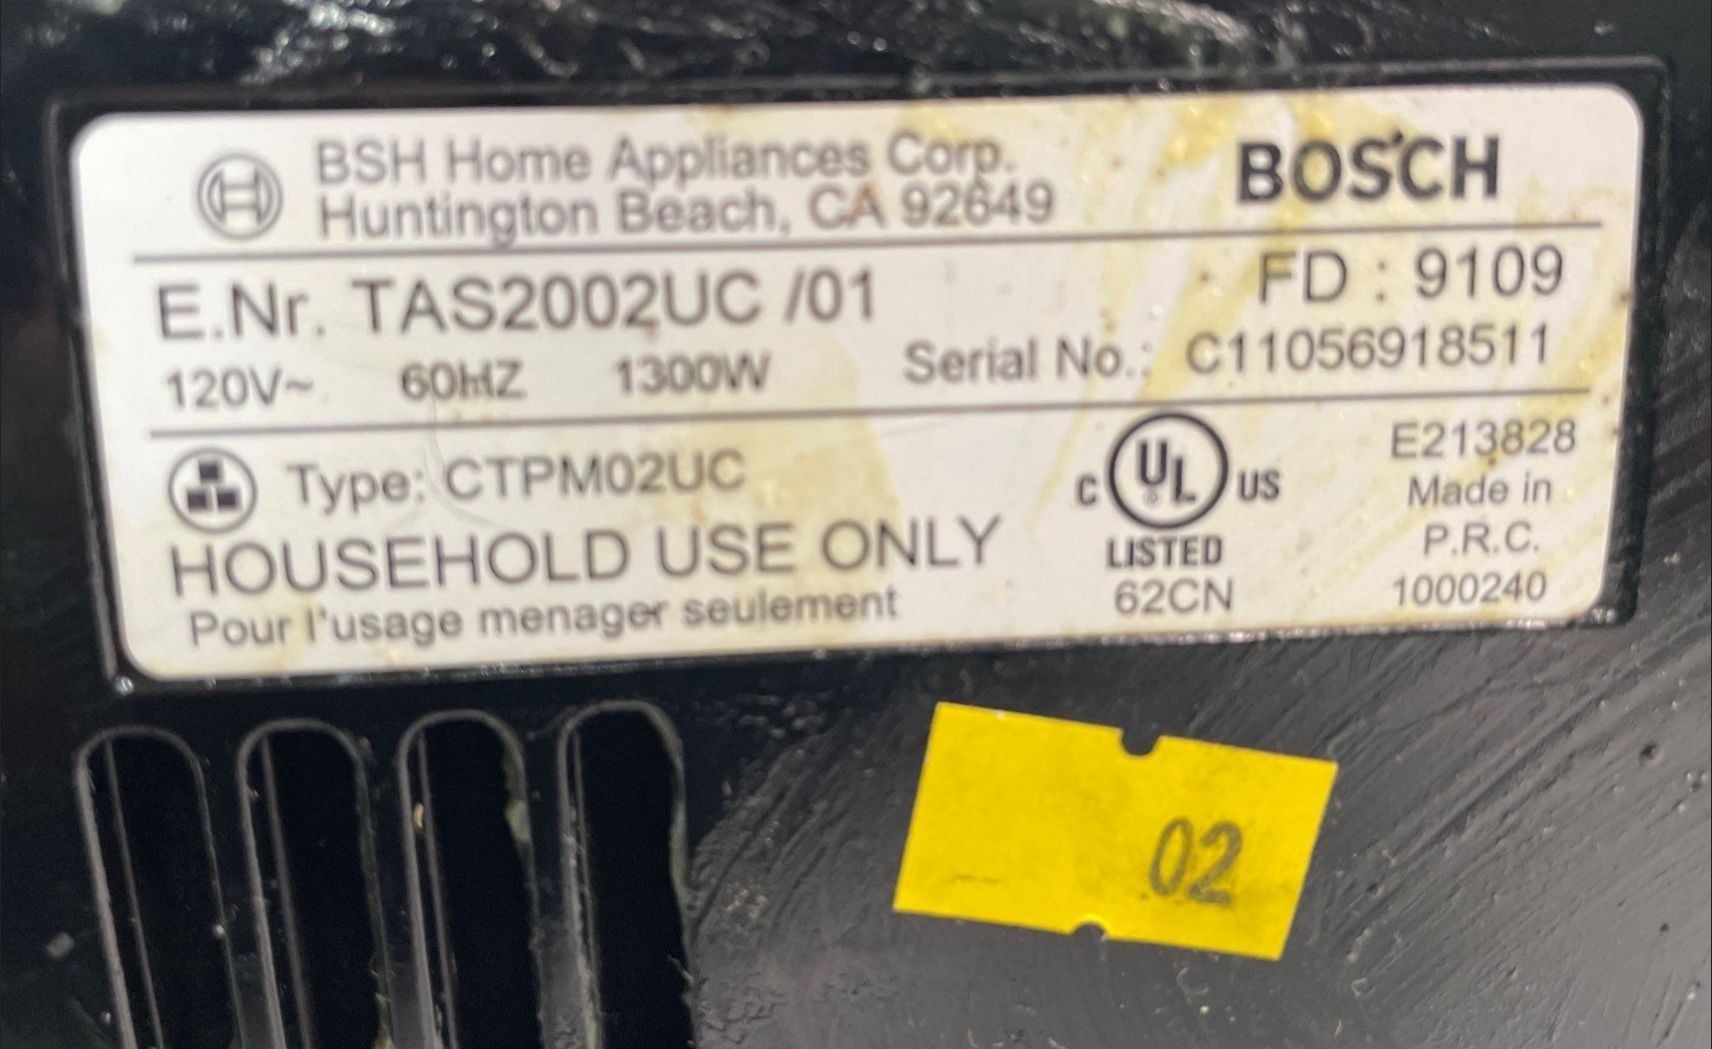 BSH Home Appliances Corp.
Huntington Beach, CA 92649
BOSCH
E.Nr. TAS2002UC /01
FD : 9109
120V~ 60HZ 1300W
Serial No.: C11056918511
Type: CTPM02UC
HOUSEHOLD USE ONLY
Pour l'usage menager seulement
C UL® US
LISTED
62CN
E213828
Made in
P.R.C.
1000240
02